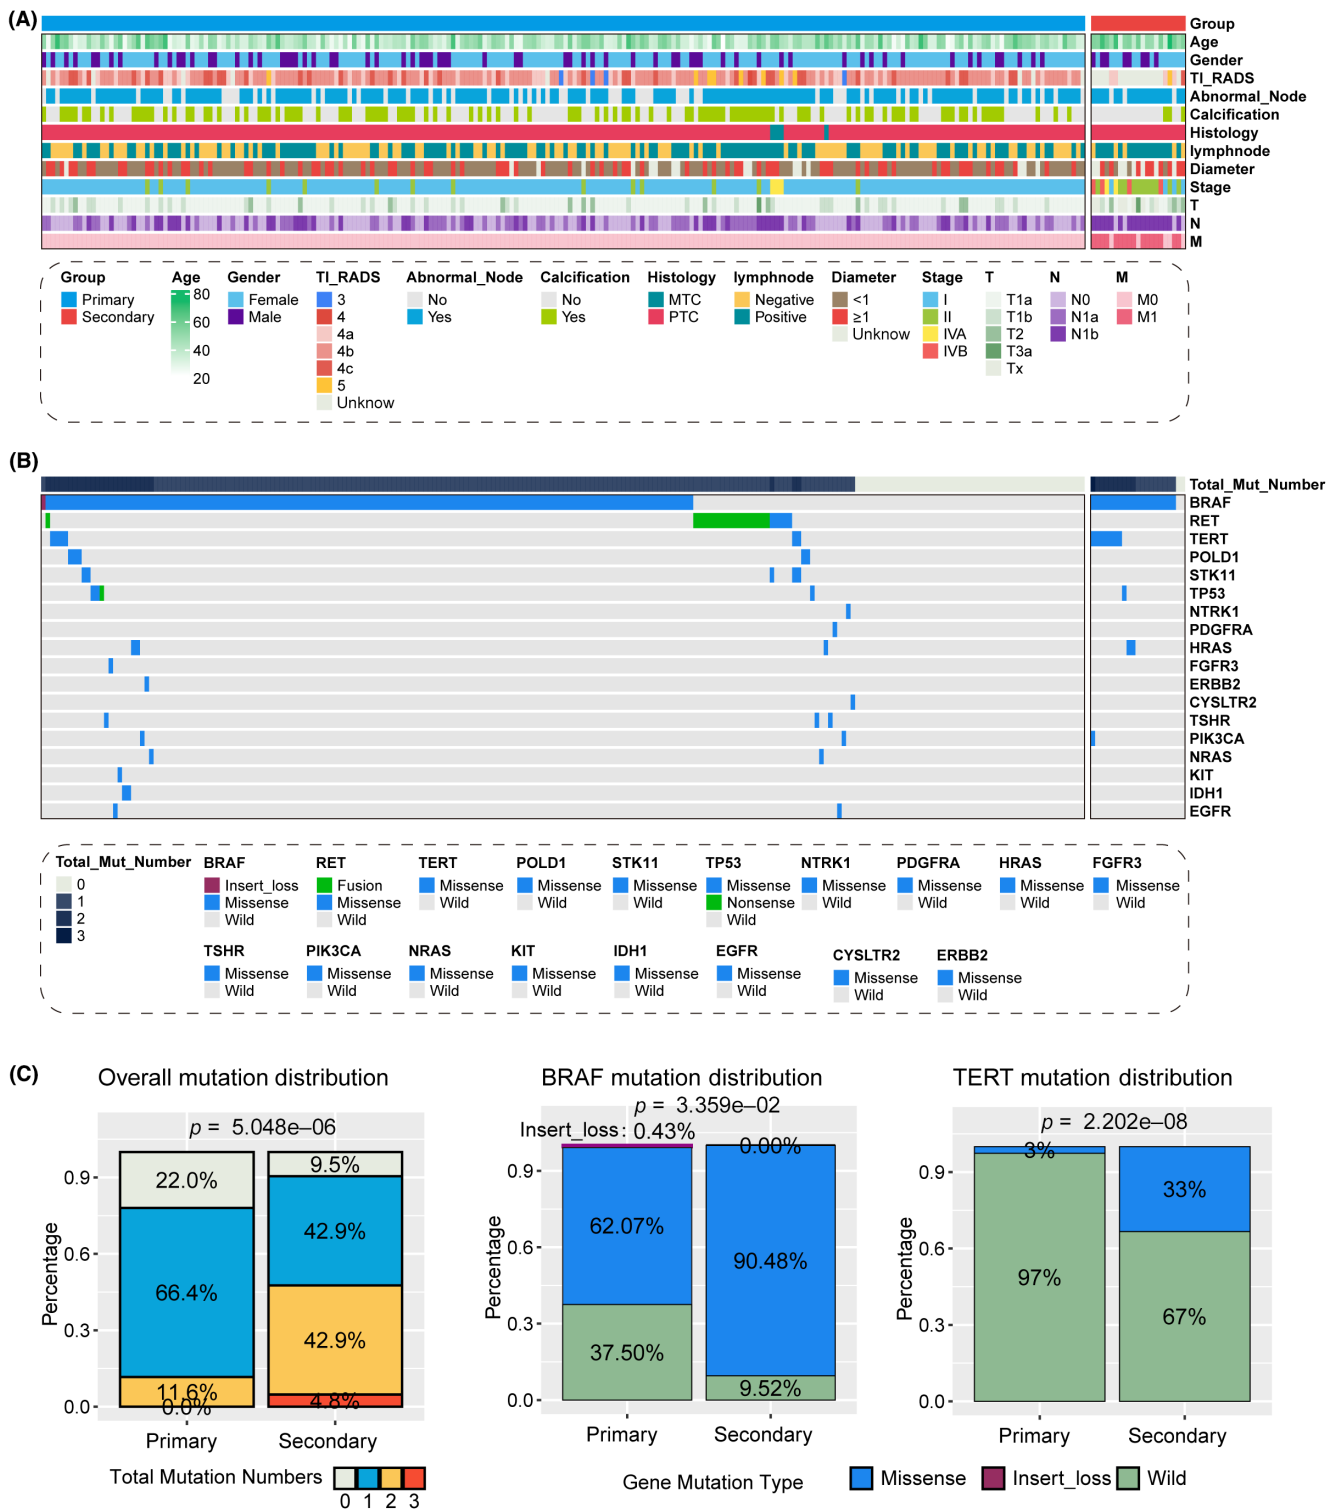 (A)
Group
Age
Gender
TI_RADS
Abnormal_Node
Calcification
Histology
lymphnode
Diameter
Stage
T
N
M
Group Age Gender TI_RADS Abnormal_Node Calcification Histology lymphnode Diameter Stage T N M
Primary 80 Female 3 No No MTC Negative <1 I T1a N0 M0
Secondary 60 Male 4 Yes Yes PTC Positive ≥1 II T1b N1a M1
40 4a Unknow IVA T2 N1b
20 4b IVB T3a
4c Tx
5
Unknow
(B)
Total_Mut_Number
BRAF
RET
TERT
POLD1
STK11
TP53
NTRK1
PDGFRA
HRAS
FGFR3
ERBB2
CYSLTR2
TSHR
PIK3CA
NRAS
KIT
IDH1
EGFR
Total_Mut_Number BRAF RET TERT POLD1 STK11 TP53 NTRK1 PDGFRA HRAS FGFR3
0 Insert_loss Fusion Missense Missense Missense Missense Missense Missense Missense Missense
1 Missense Missense Wild Wild Wild Nonsense Wild Wild Wild Wild
2 Wild Wild Wild
3
TSHR PIK3CA NRAS KIT IDH1 EGFR CYSLTR2 ERBB2
Missense Missense Missense Missense Missense Missense Missense Missense
Wild Wild Wild Wild Wild Wild Wild Wild
(C)
Overall mutation distribution
p = 5.048e–06
Percentage
0.9
0.6
0.3
0.0
22.0%
66.4%
11.6%
0.0%
9.5%
42.9%
42.9%
4.8%
Primary Secondary
Total Mutation Numbers
0 1 2 3
BRAF mutation distribution
p = 3.359e–02
Insert_loss: 0.43%
Percentage
0.9
0.6
0.3
0.0
62.07%
37.50%
0.00%
90.48%
9.52%
Primary Secondary
TERT mutation distribution
p = 2.202e–08
Percentage
0.9
0.6
0.3
0.0
3%
97%
33%
67%
Primary Secondary
Gene Mutation Type Missense Insert_loss Wild